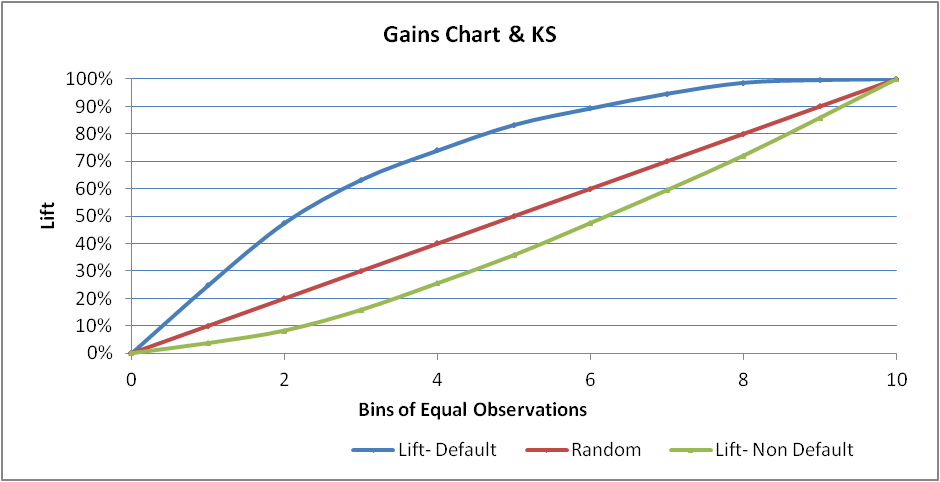 Gains Chart & KS
100%
90%
80%
70%
60%
50%
40%
30%
20%
10%
0%
Lift
0 2 4 6 8 10
Bins of Equal Observations
Lift- Default Random Lift- Non Default